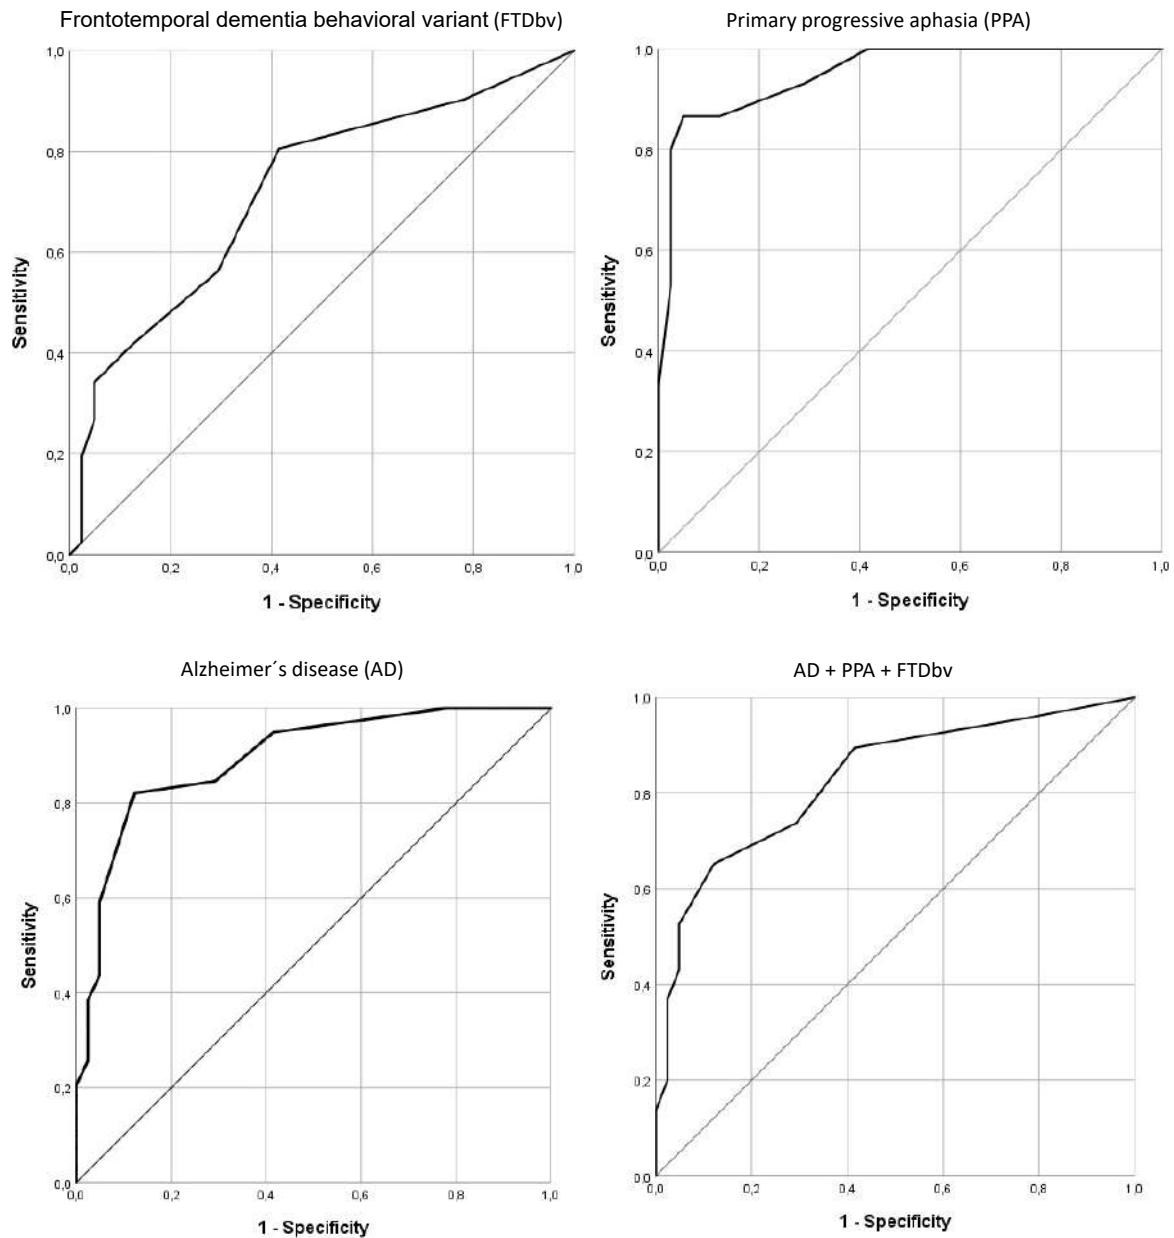 Frontotemporal dementia behavioral variant (FTDbv)
1,0
0,8
0,6
0,4
0,2
0,0
Sensitivity
0,0 0,2 0,4 0,6 0,8 1,0
1 - Specificity
Primary progressive aphasia (PPA)
1,0
0,8
0,6
0,4
0,2
0,0
Sensitivity
0,0 0,2 0,4 0,6 0,8 1,0
1 - Specificity
Alzheimer´s disease (AD)
1,0
0,8
0,6
0,4
0,2
0,0
Sensitivity
0,0 0,2 0,4 0,6 0,8 1,0
1 - Specificity
AD + PPA + FTDbv
1,0
0,8
0,6
0,4
0,2
0,0
Sensitivity
0,0 0,2 0,4 0,6 0,8 1,0
1 - Specificity